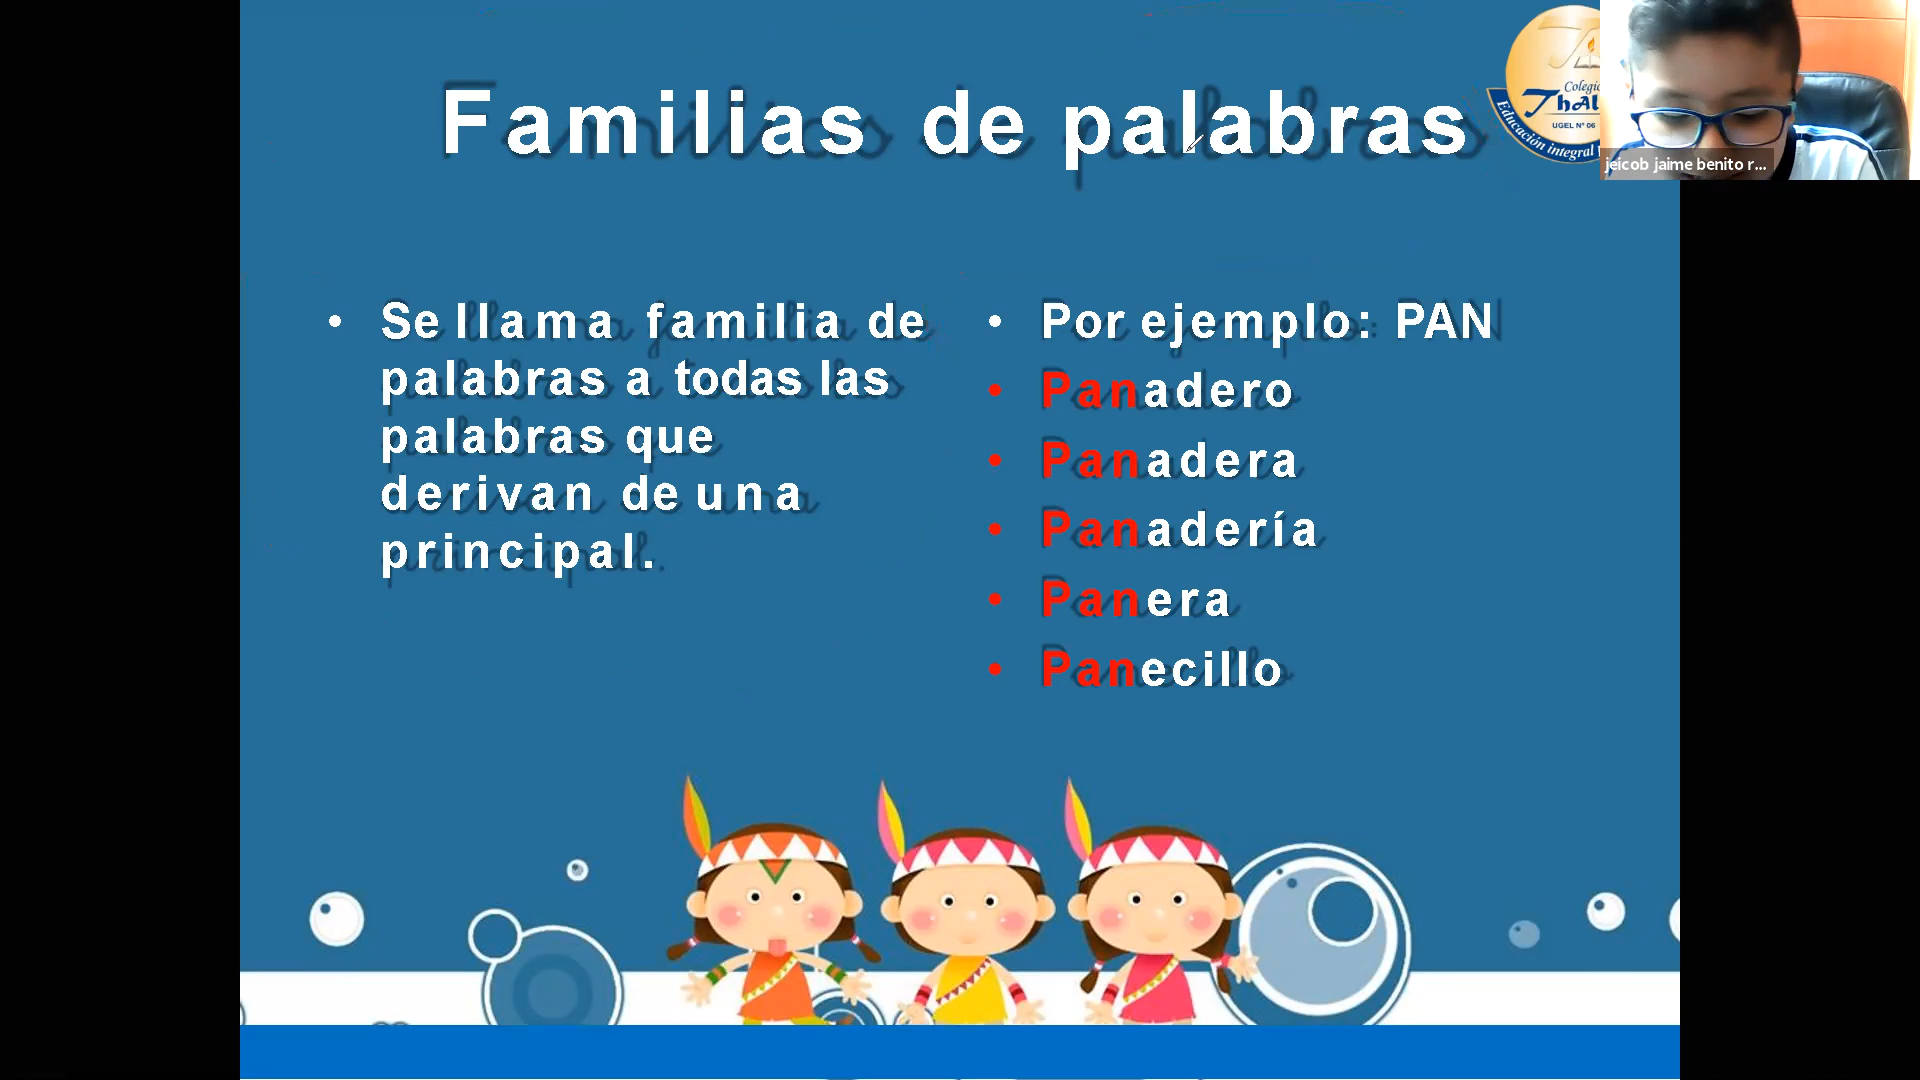 Familias de palabras
Colegio
UGEL Nº 06
Educación integral
jeicob jaime benito r...
• Se llama familia de
palabras a todas las
palabras que
derivan de una
principal.
• Por ejemplo: PAN
• Panadero
• Panadera
• Panadería
• Panera
• Panecillo